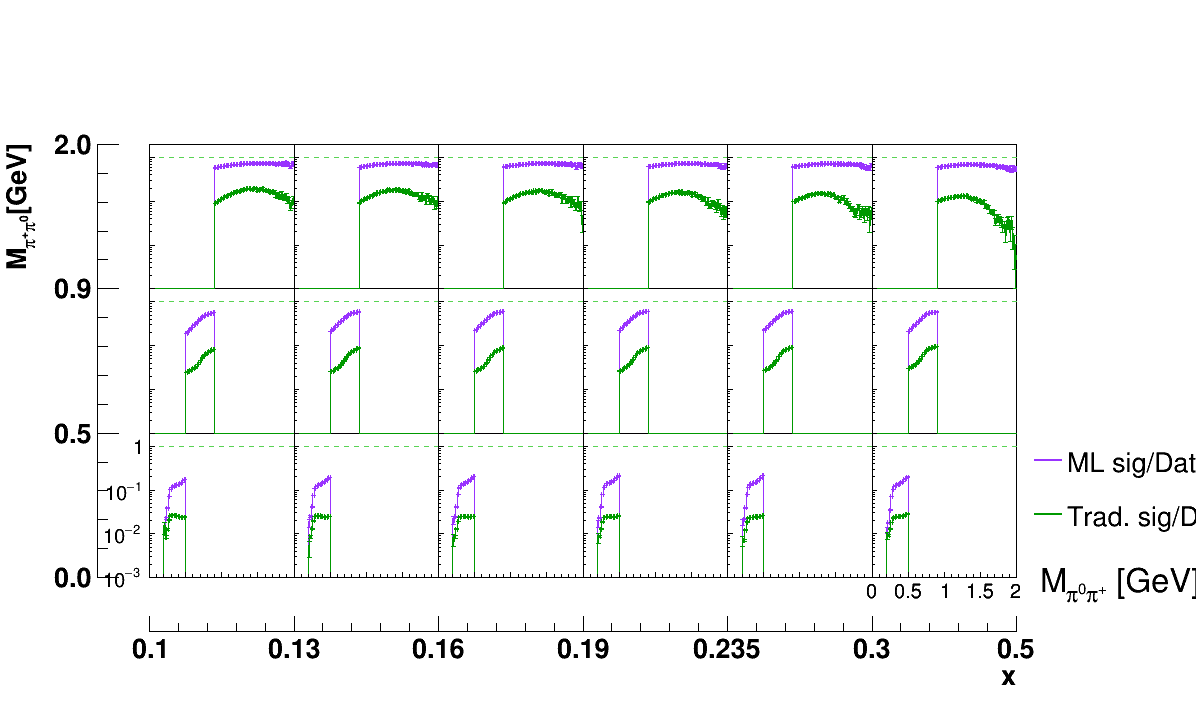 2.0
M_{π⁺π⁰}[GeV]
0.9
0.5
1
10⁻¹
ML sig/Dat
Trad. sig/D
10⁻²
0.0
10⁻³
0 0.5 1 1.5 2
M_{π⁰π⁺} [GeV]
0.1 0.13 0.16 0.19 0.235 0.3 0.5
x